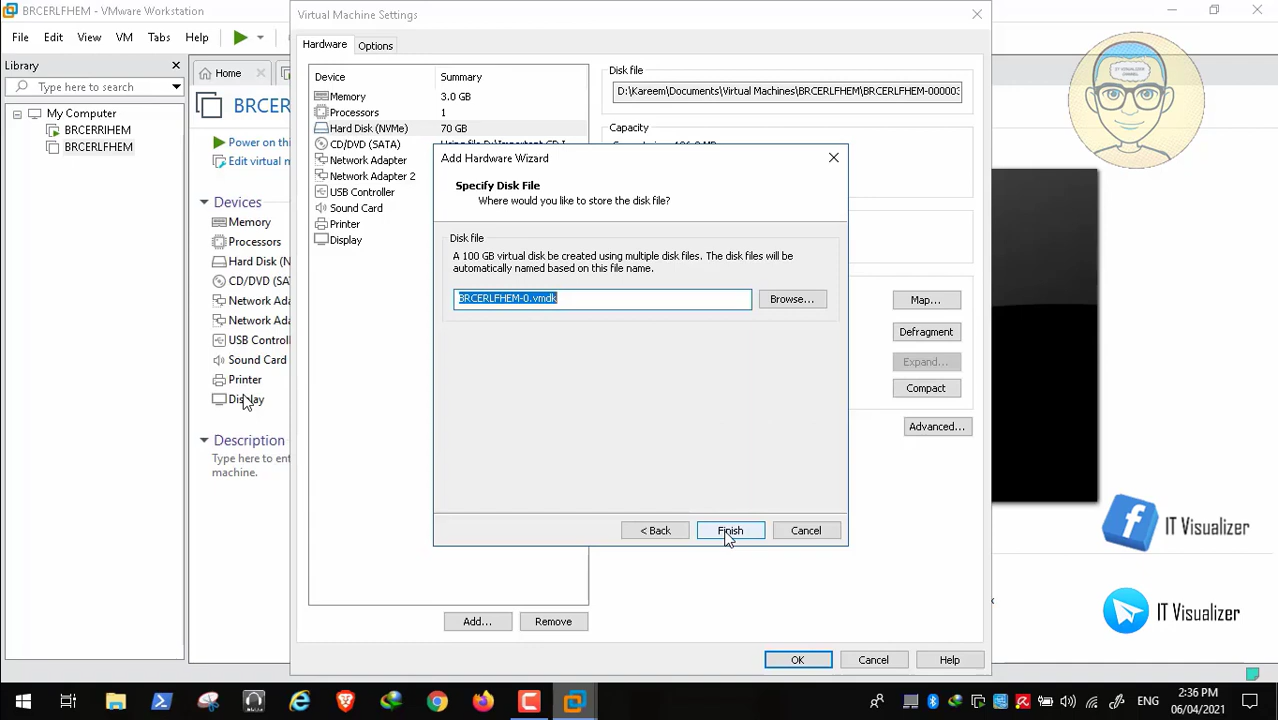 BRCERLFHEM - VMware Workstation
File Edit View VM Tabs Help
Library
Type here to search
My Computer
BRCERRIHEM
BRCERLFHEM
Home
BRCERL
Power on thi
Edit virtual m
Devices
Memory
Processors
Hard Disk (N
CD/DVD (SA
Network Ada
Network Ada
USB Control
Sound Card
Printer
Display
Description
Type here to ent
machine.
Virtual Machine Settings
Hardware Options
Device Summary
Memory 3.0 GB
Processors 1
Hard Disk (NVMe) 70 GB
CD/DVD (SATA)
Network Adapter
Network Adapter 2
USB Controller
Sound Card
Printer
Display
Add... Remove
Disk file
D:\Kareem\Documents\Virtual Machines\BRCERLFHEM\BRCERLFHEM-000003
Capacity
Map...
Defragment
Expand...
Compact
Advanced...
OK Cancel Help
Add Hardware Wizard
Specify Disk File
Where would you like to store the disk file?
Disk file
A 100 GB virtual disk be created using multiple disk files. The disk files will be
automatically named based on this file name.
BRCERLFHEM-0.vmdk
Browse...
< Back Finish Cancel
IT VISUALIZER
CHANNEL
IT Visualizer
IT Visualizer
ENG
2:36 PM
06/04/2021